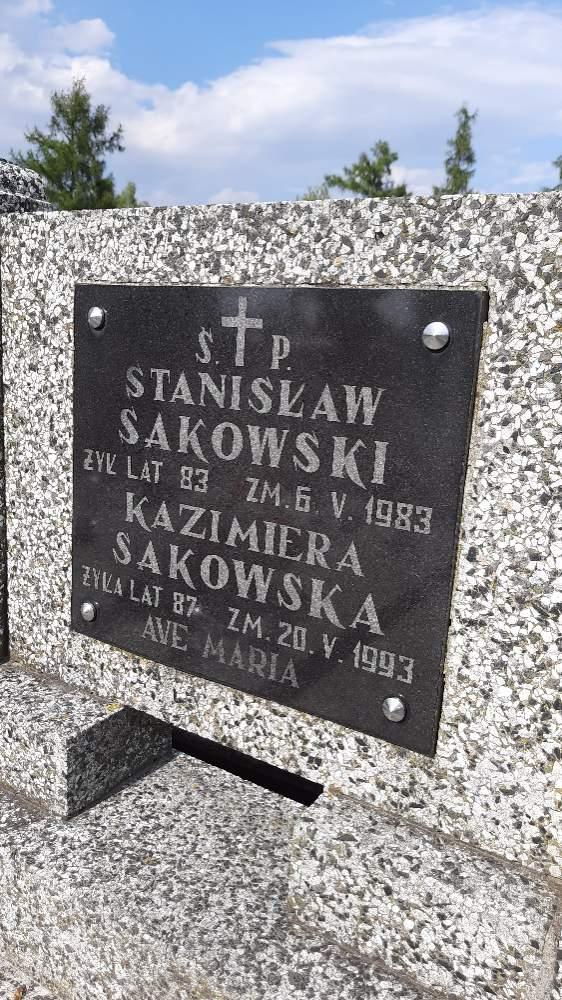 Ś. P.
STANISŁAW
SAKOWSKI
ŻYŁ LAT 83 ZM. 6. V. 1983
KAZIMIERA
SAKOWSKA
ŻYŁA LAT 87 ZM. 20. V. 1993
AVE MARIA